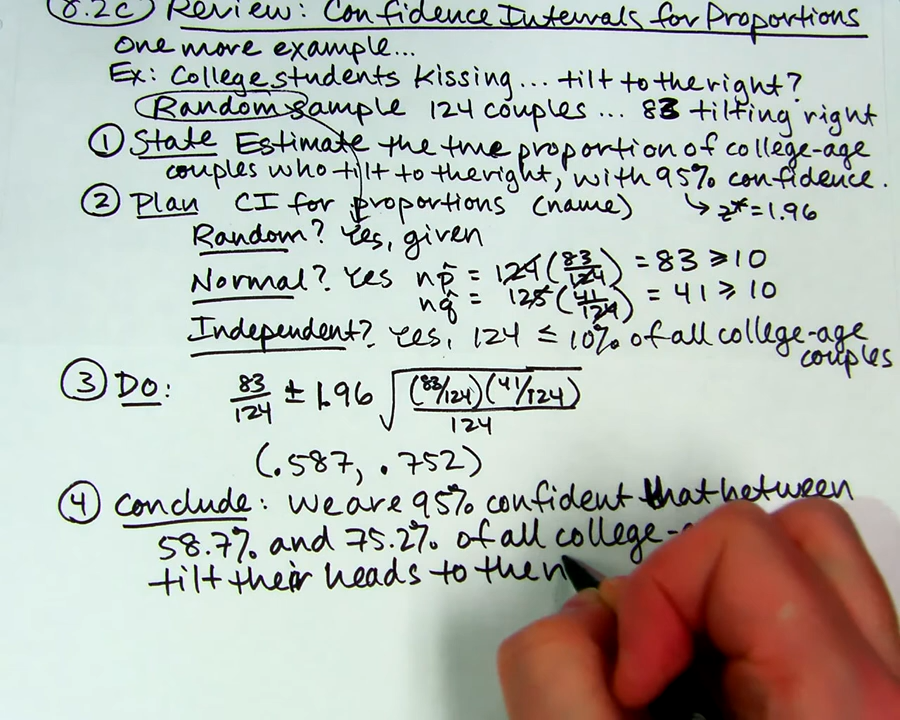 8.2c) Review: Confidence Intervals for Proportions
One more example...
Ex: College students kissing... tilt to the right?
Random sample 124 couples ... 83 tilting right
① State Estimate the true proportion of college-age
couples who tilt to the right, with 95% confidence.
② Plan CI for proportions (name) ↳ z*=1.96
Random? Yes, given
Normal? Yes np̂ = 124(83/124) = 83 ≥ 10
nq̂ = 125(41/124) = 41 ≥ 10
Independent? Yes, 124 ≤ 10% of all college-age
couples
③ Do: 83/124 ± 1.96 √((83/124)(41/124)/124)
(.587, .752)
④ Conclude: We are 95% confident that between
58.7% and 75.2% of all college-
tilt their heads to the